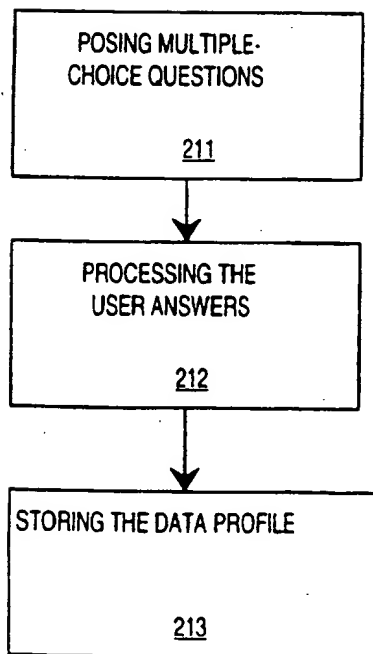 POSING MULTIPLE-
CHOICE QUESTIONS
211
PROCESSING THE
USER ANSWERS
212
STORING THE DATA PROFILE
213